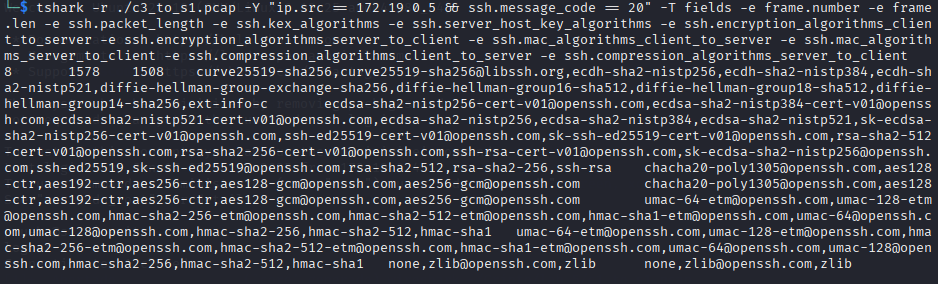 └─$ tshark -r ./c3_to_s1.pcap -Y "ip.src == 172.19.0.5 && ssh.message_code == 20" -T fields -e frame.number -e frame
.len -e ssh.packet_length -e ssh.kex_algorithms -e ssh.server_host_key_algorithms -e ssh.encryption_algorithms_clien
t_to_server -e ssh.encryption_algorithms_server_to_client -e ssh.mac_algorithms_client_to_server -e ssh.mac_algorith
ms_server_to_client -e ssh.compression_algorithms_client_to_server -e ssh.compression_algorithms_server_to_client
8 1578 1508 curve25519-sha256,curve25519-sha256@libssh.org,ecdh-sha2-nistp256,ecdh-sha2-nistp384,ecdh-sh
a2-nistp521,diffie-hellman-group-exchange-sha256,diffie-hellman-group16-sha512,diffie-hellman-group18-sha512,diffie-
hellman-group14-sha256,ext-info-c ecdsa-sha2-nistp256-cert-v01@openssh.com,ecdsa-sha2-nistp384-cert-v01@openss
h.com,ecdsa-sha2-nistp521-cert-v01@openssh.com,ecdsa-sha2-nistp256,ecdsa-sha2-nistp384,ecdsa-sha2-nistp521,sk-ecdsa-
sha2-nistp256-cert-v01@openssh.com,ssh-ed25519-cert-v01@openssh.com,sk-ssh-ed25519-cert-v01@openssh.com,rsa-sha2-512
-cert-v01@openssh.com,rsa-sha2-256-cert-v01@openssh.com,ssh-rsa-cert-v01@openssh.com,sk-ecdsa-sha2-nistp256@openssh.
com,ssh-ed25519,sk-ssh-ed25519@openssh.com,rsa-sha2-512,rsa-sha2-256,ssh-rsa chacha20-poly1305@openssh.com,aes128
-ctr,aes192-ctr,aes256-ctr,aes128-gcm@openssh.com,aes256-gcm@openssh.com chacha20-poly1305@openssh.com,aes128
-ctr,aes192-ctr,aes256-ctr,aes128-gcm@openssh.com,aes256-gcm@openssh.com umac-64-etm@openssh.com,umac-128-etm
@openssh.com,hmac-sha2-256-etm@openssh.com,hmac-sha2-512-etm@openssh.com,hmac-sha1-etm@openssh.com,umac-64@openssh.c
om,umac-128@openssh.com,hmac-sha2-256,hmac-sha2-512,hmac-sha1 umac-64-etm@openssh.com,umac-128-etm@openssh.com,hma
c-sha2-256-etm@openssh.com,hmac-sha2-512-etm@openssh.com,hmac-sha1-etm@openssh.com,umac-64@openssh.com,umac-128@open
ssh.com,hmac-sha2-256,hmac-sha2-512,hmac-sha1 none,zlib@openssh.com,zlib none,zlib@openssh.com,zlib